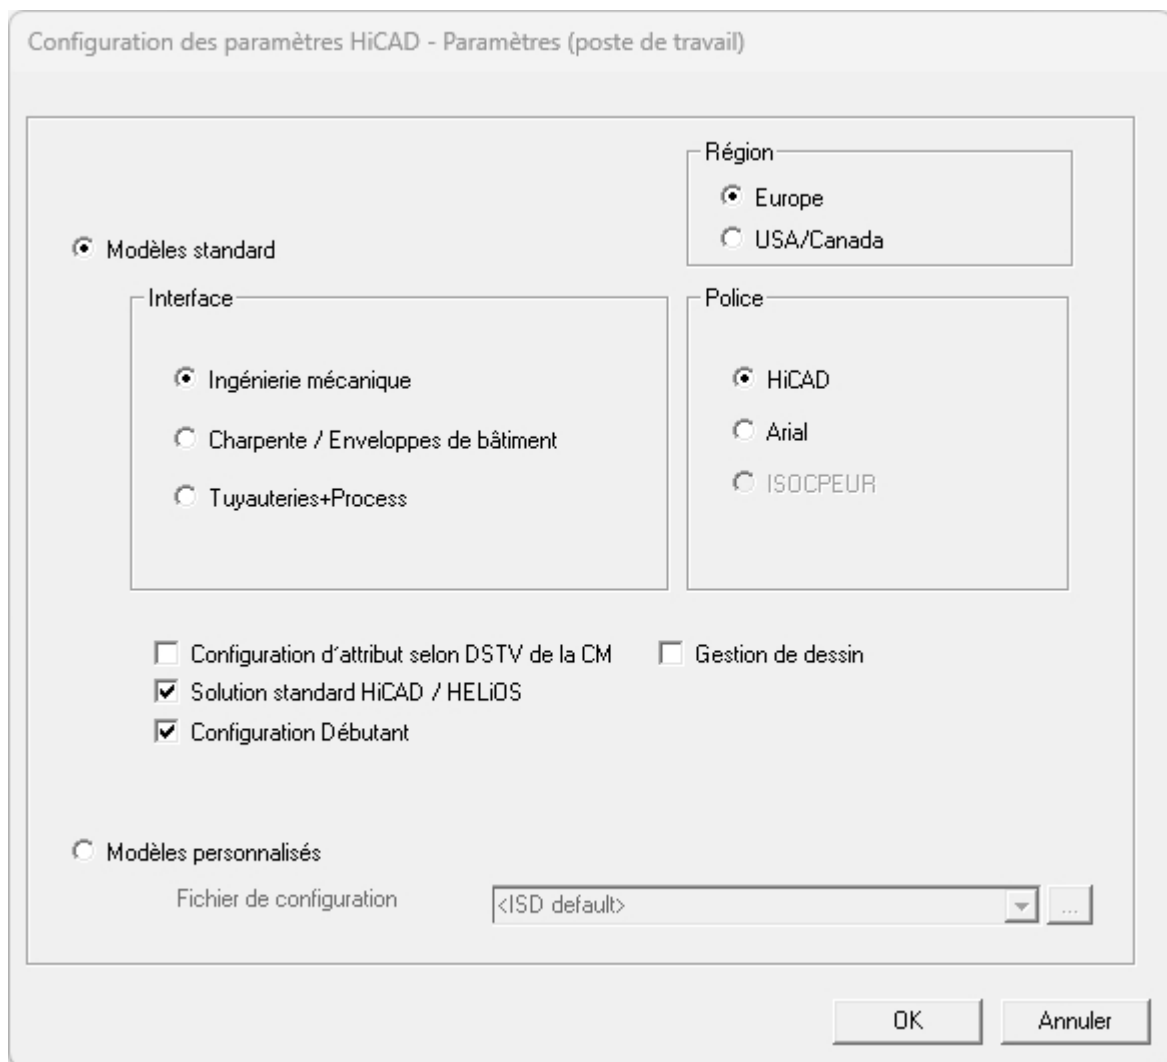 Configuration des paramètres HiCAD - Paramètres (poste de travail)
Région
Europe
USA/Canada
Modèles standard
Interface
Ingénierie mécanique
Charpente / Enveloppes de bâtiment
Tuyauteries+Process
Police
HiCAD
Arial
ISOCPEUR
Configuration d´attribut selon DSTV de la CM
Gestion de dessin
Solution standard HiCAD / HELiOS
Configuration Débutant
Modèles personnalisés
Fichier de configuration
<ISD default>
...
OK
Annuler